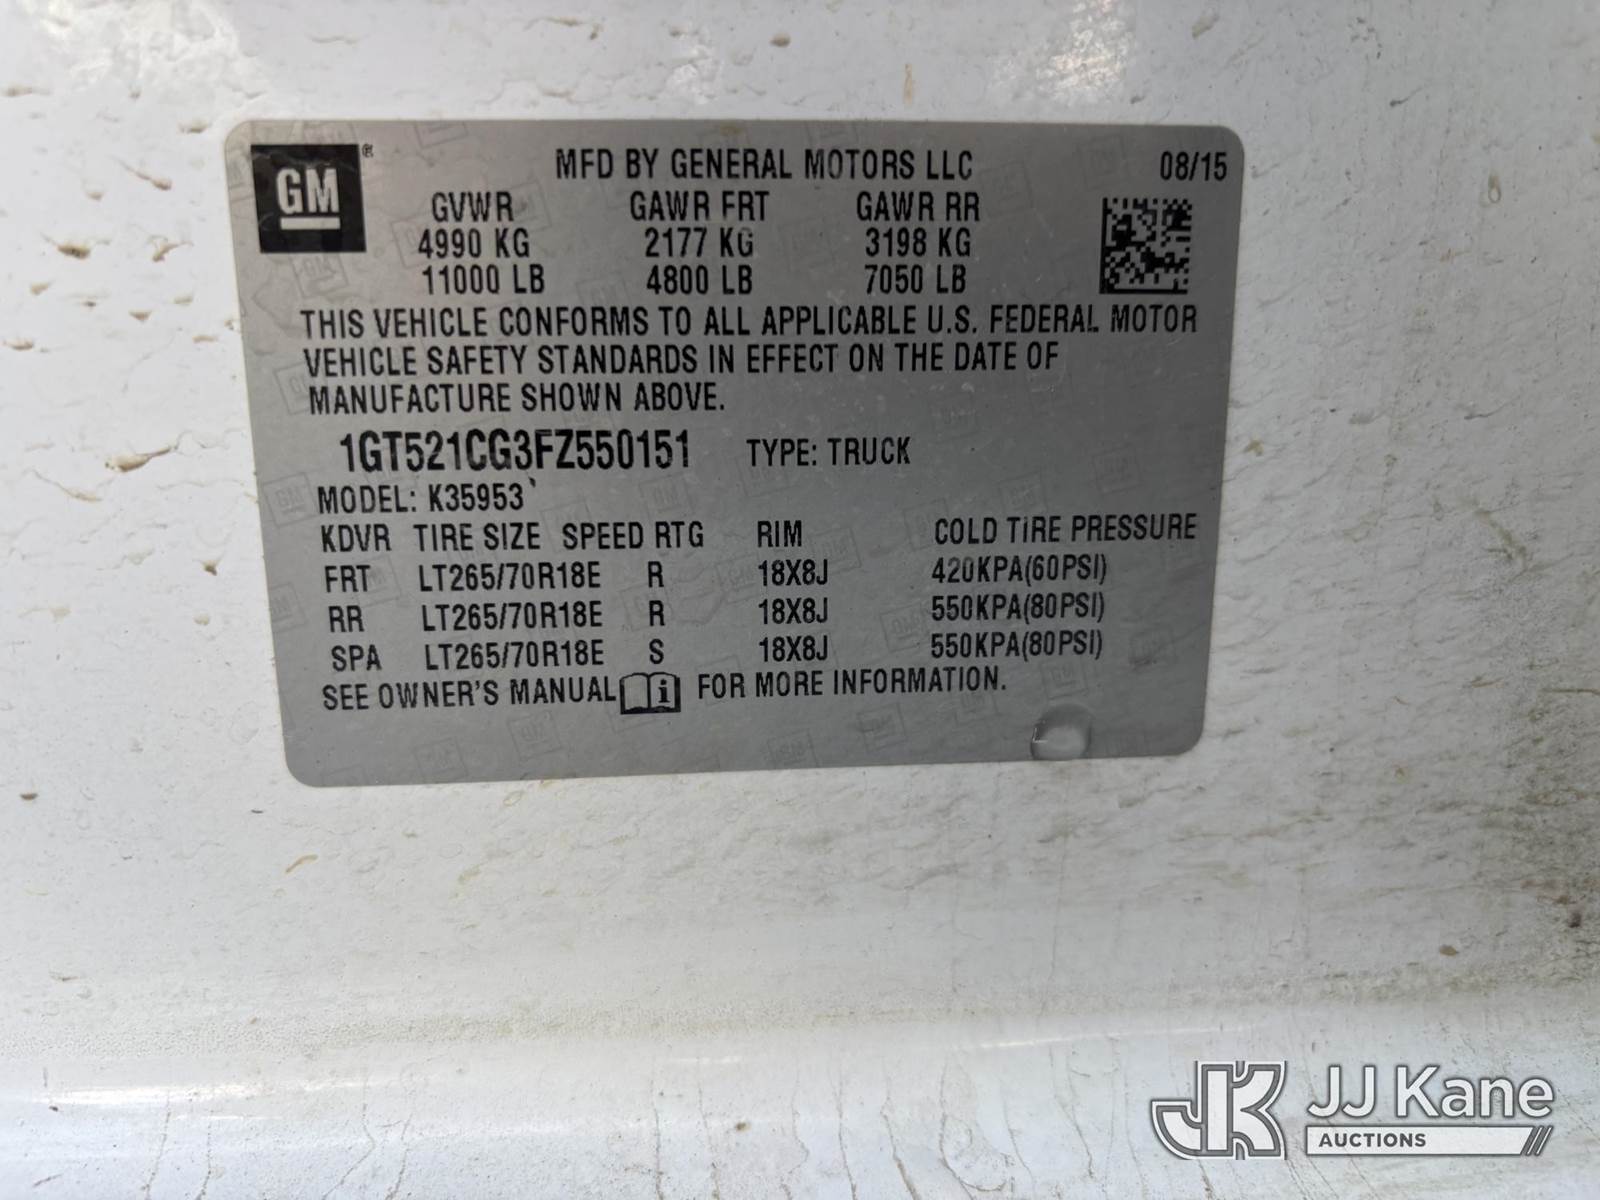 GM ®
MFD BY GENERAL MOTORS LLC 08/15
GVWR GAWR FRT GAWR RR
4990 KG 2177 KG 3198 KG
11000 LB 4800 LB 7050 LB
THIS VEHICLE CONFORMS TO ALL APPLICABLE U.S. FEDERAL MOTOR
VEHICLE SAFETY STANDARDS IN EFFECT ON THE DATE OF
MANUFACTURE SHOWN ABOVE.
1GT521CG3FZ550151 TYPE: TRUCK
MODEL: K35953
KDVR TIRE SIZE SPEED RTG RIM COLD TIRE PRESSURE
FRT LT265/70R18E R 18X8J 420KPA(60PSI)
RR LT265/70R18E R 18X8J 550KPA(80PSI)
SPA LT265/70R18E S 18X8J 550KPA(80PSI)
SEE OWNER'S MANUAL i FOR MORE INFORMATION.
JK JJ Kane
AUCTIONS